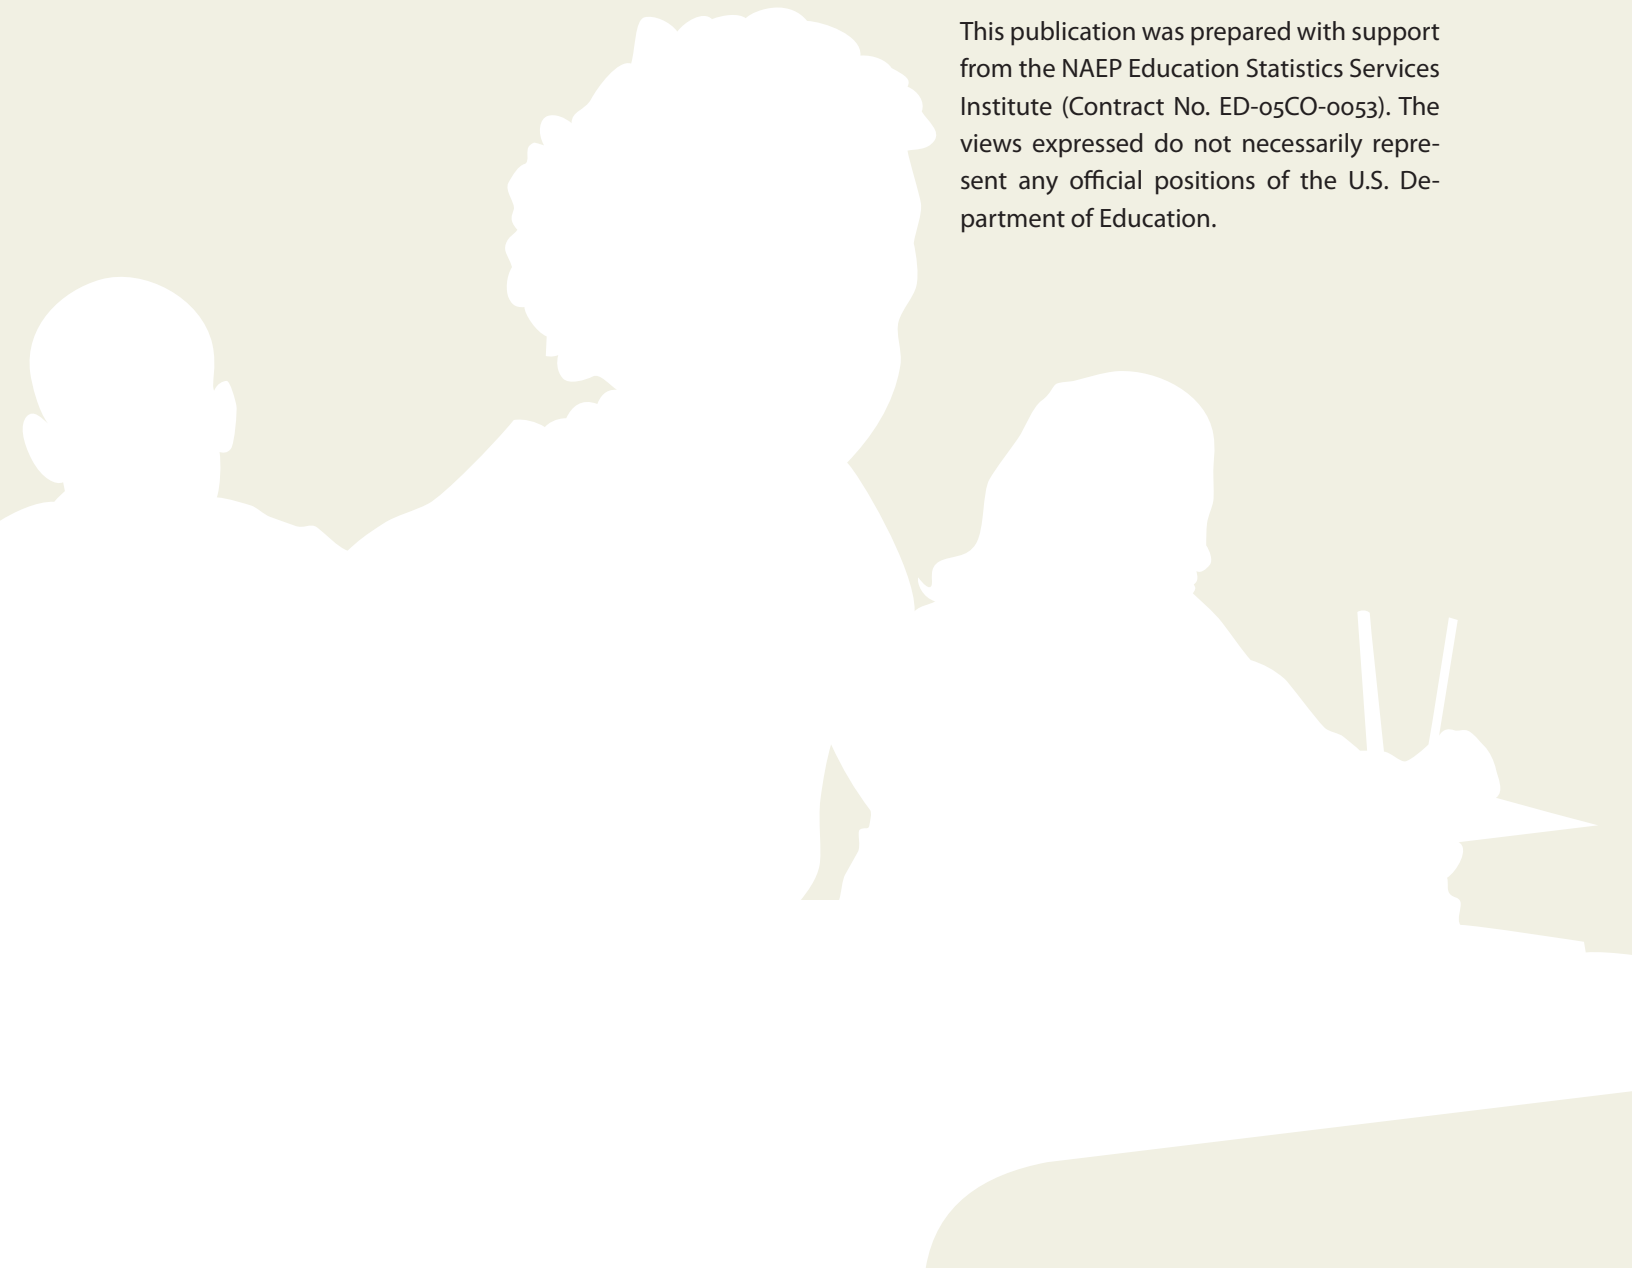 This publication was prepared with support
from the NAEP Education Statistics Services
Institute (Contract No. ED-05CO-0053). The
views expressed do not necessarily repre-
sent any official positions of the U.S. De-
partment of Education.